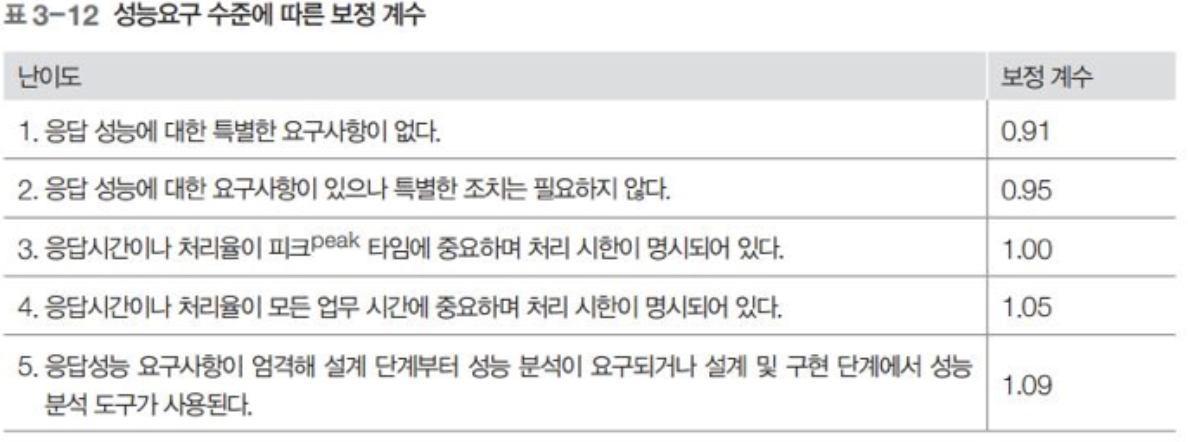 표 3-12 성능요구 수준에 따른 보정 계수
난이도 보정 계수
1. 응답 성능에 대한 특별한 요구사항이 없다. 0.91
2. 응답 성능에 대한 요구사항이 있으나 특별한 조치는 필요하지 않다. 0.95
3. 응답시간이나 처리율이 피크peak 타임에 중요하며 처리 시한이 명시되어 있다. 1.00
4. 응답시간이나 처리율이 모든 업무 시간에 중요하며 처리 시한이 명시되어 있다. 1.05
5. 응답성능 요구사항이 엄격해 설계 단계부터 성능 분석이 요구되거나 설계 및 구현 단계에서 성능 1.09
분석 도구가 사용된다.